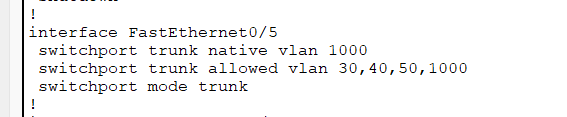 !
interface FastEthernet0/5
 switchport trunk native vlan 1000
 switchport trunk allowed vlan 30,40,50,1000
 switchport mode trunk
!